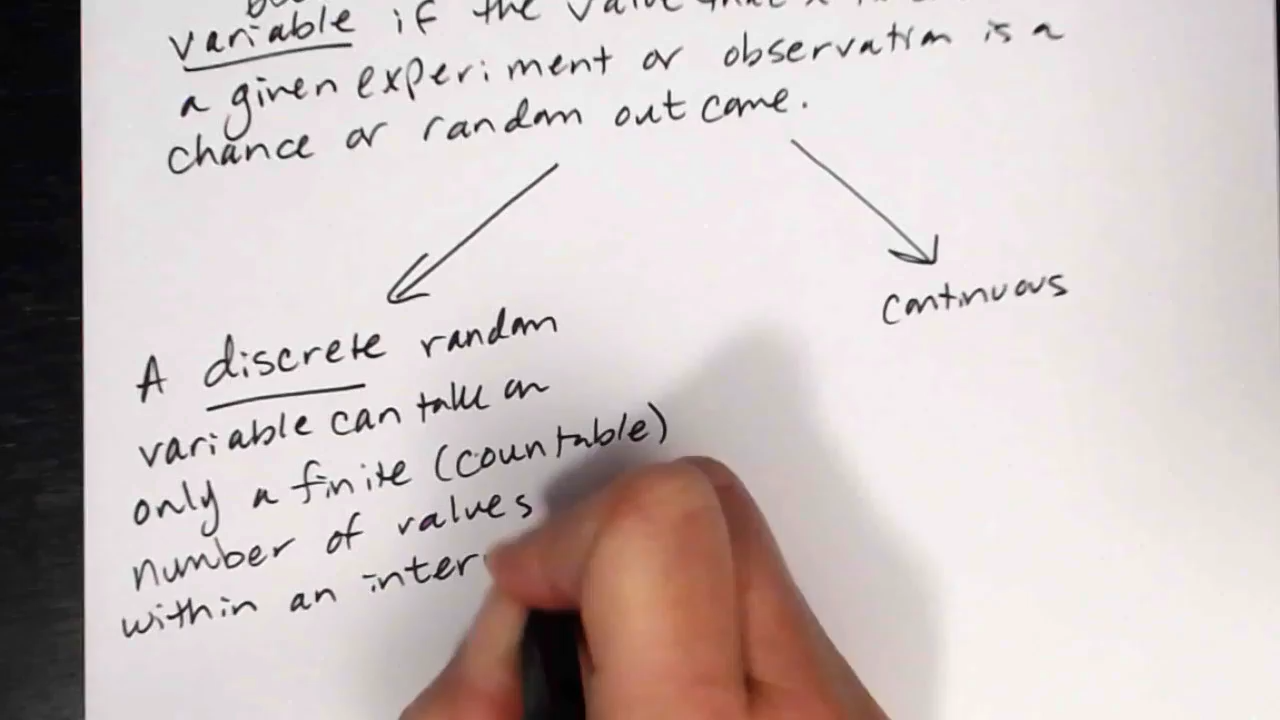 variable if the value that x
a given experiment or observation is a
chance or random outcome.
continuous
A discrete random
variable can take on
only a finite (countable)
number of values
within an inter